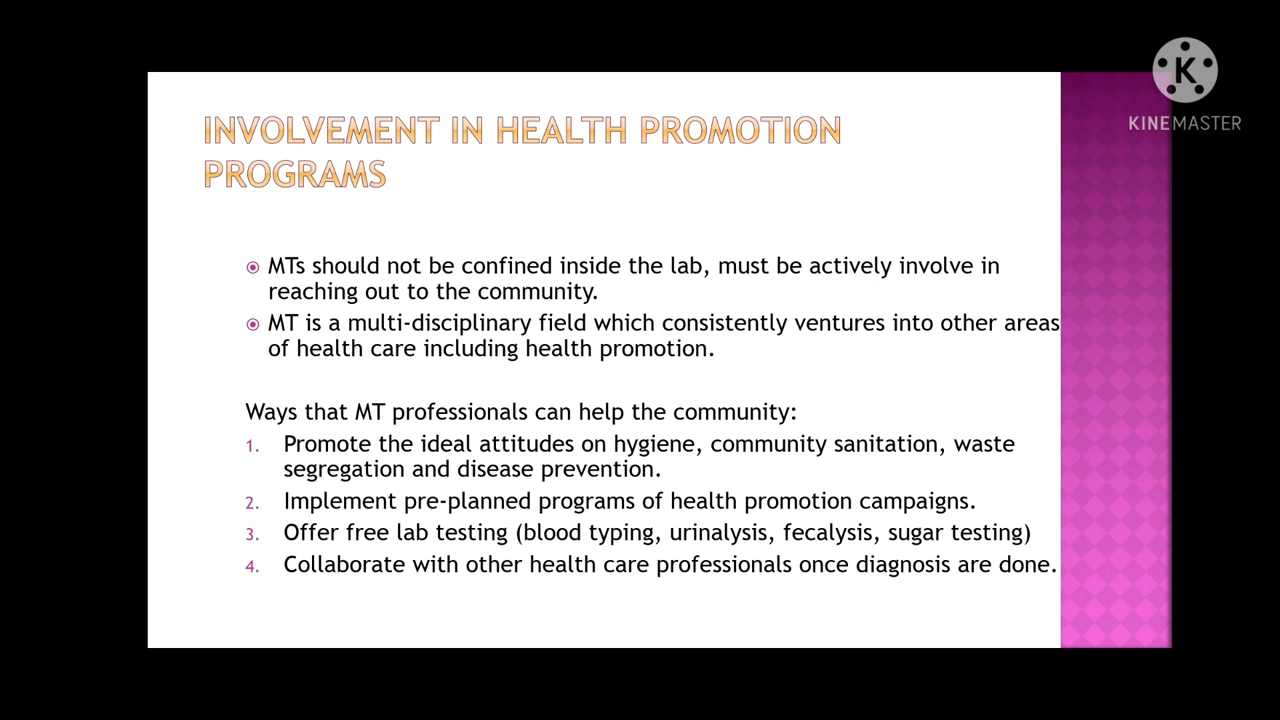 KINEMASTER
INVOLVEMENT IN HEALTH PROMOTION
PROGRAMS
MTs should not be confined inside the lab, must be actively involve in
reaching out to the community.
MT is a multi-disciplinary field which consistently ventures into other areas
of health care including health promotion.
Ways that MT professionals can help the community:
1. Promote the ideal attitudes on hygiene, community sanitation, waste
segregation and disease prevention.
2. Implement pre-planned programs of health promotion campaigns.
3. Offer free lab testing (blood typing, urinalysis, fecalysis, sugar testing)
4. Collaborate with other health care professionals once diagnosis are done.